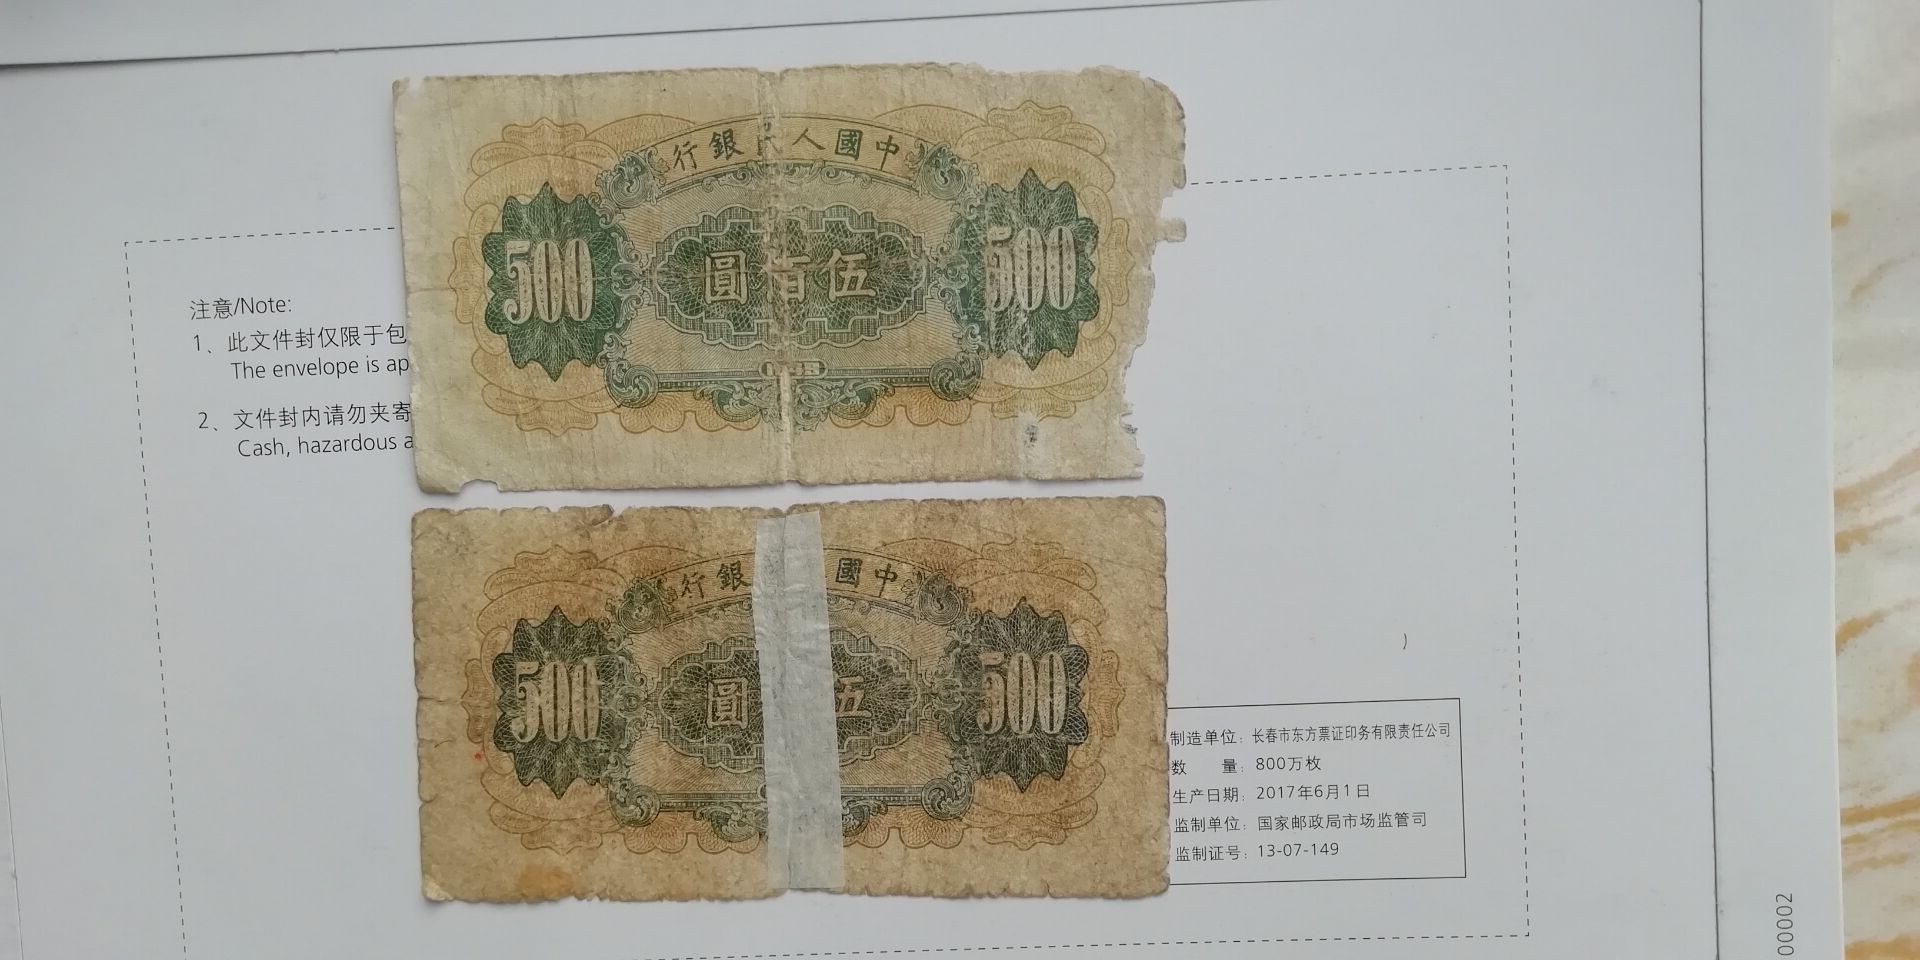 行銀民人國中
500 圓百伍 500
注意/Note:
1、此文件封仅限于包
The envelope is ap
2、文件封内请勿夹寄
Cash, hazardous a
行銀 國中
500 圓 伍 500
制造单位：长春市东方票证印务有限责任公司
数 量：800万枚
生产日期：2017年6月1日
监制单位：国家邮政局市场监管司
监制证号：13-07-149
00002